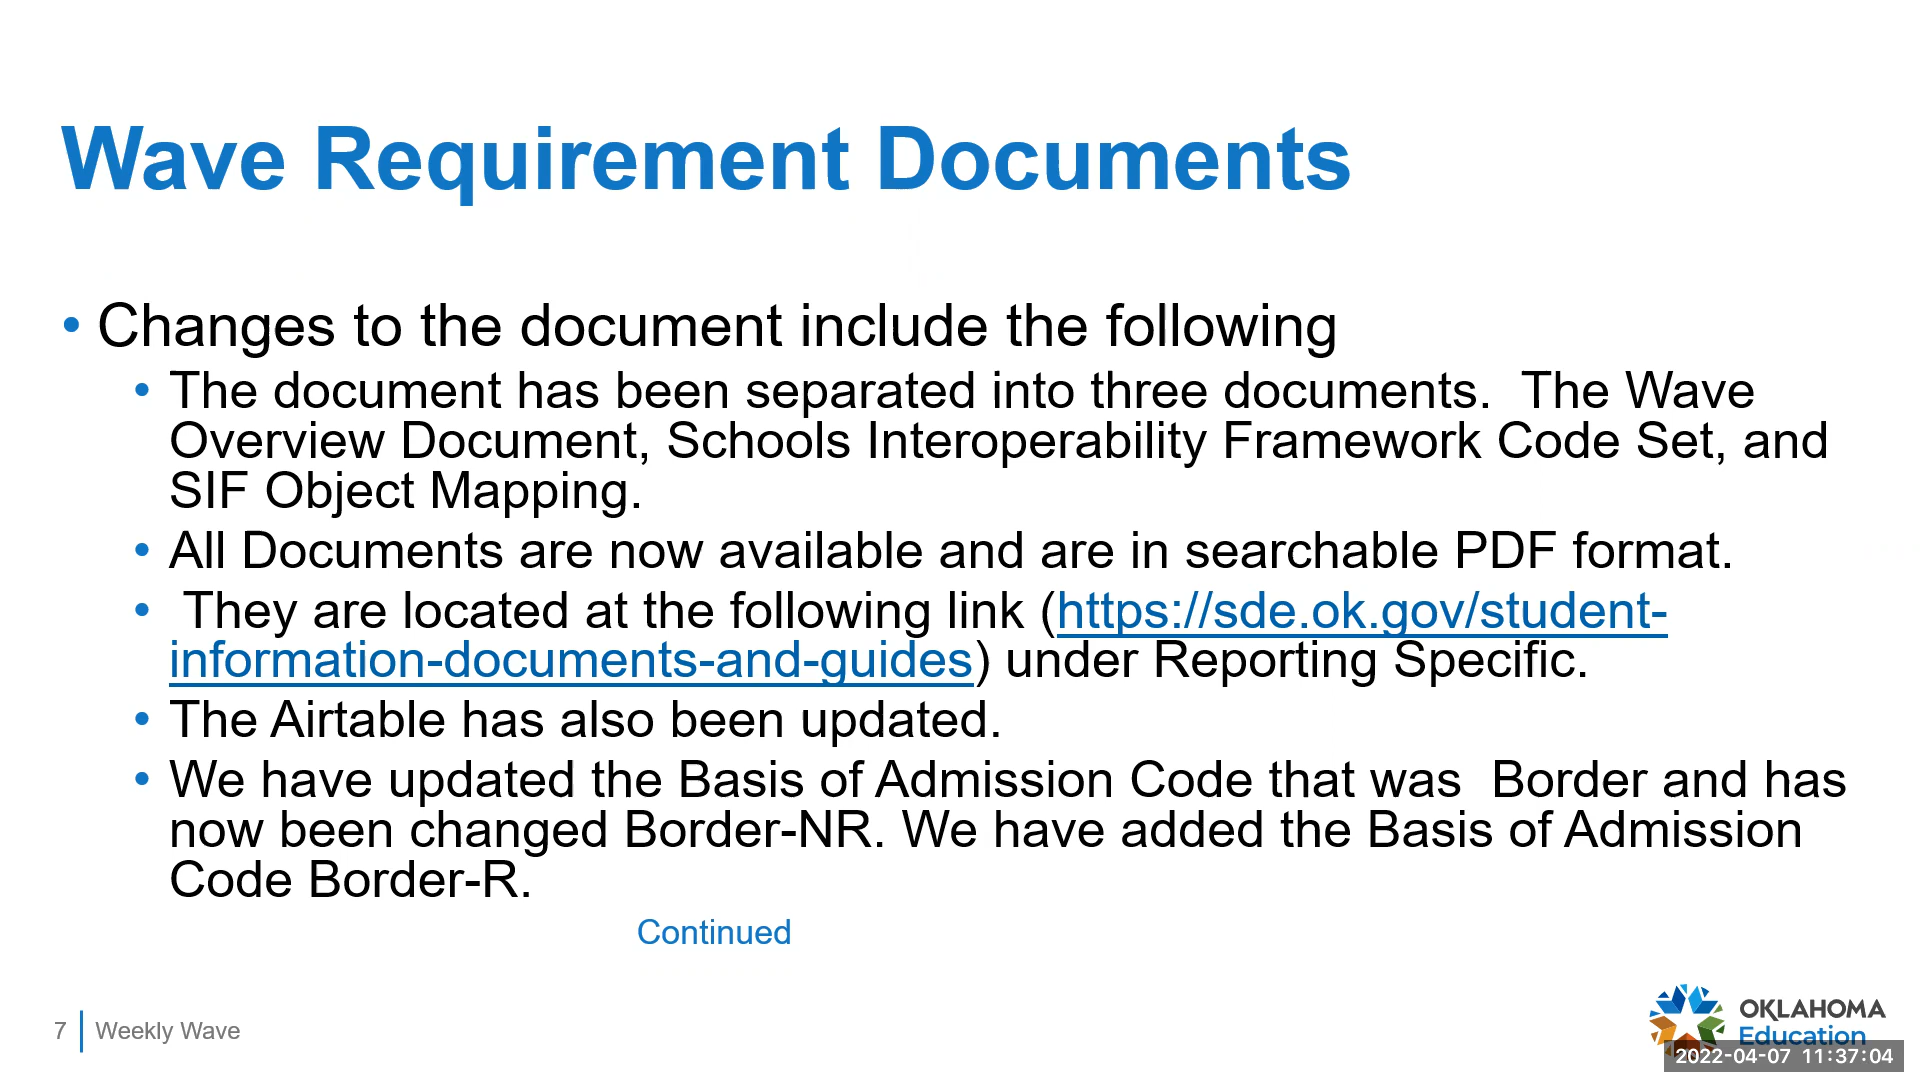 Wave Requirement Documents
• Changes to the document include the following
• The document has been separated into three documents.  The Wave
Overview Document, Schools Interoperability Framework Code Set, and
SIF Object Mapping.
• All Documents are now available and are in searchable PDF format.
•  They are located at the following link (https://sde.ok.gov/student-
information-documents-and-guides) under Reporting Specific.
• The Airtable has also been updated.
• We have updated the Basis of Admission Code that was  Border and has
now been changed Border-NR. We have added the Basis of Admission
Code Border-R.
Continued
7 Weekly Wave
OKLAHOMA
Education
2022-04-07 11:37:04